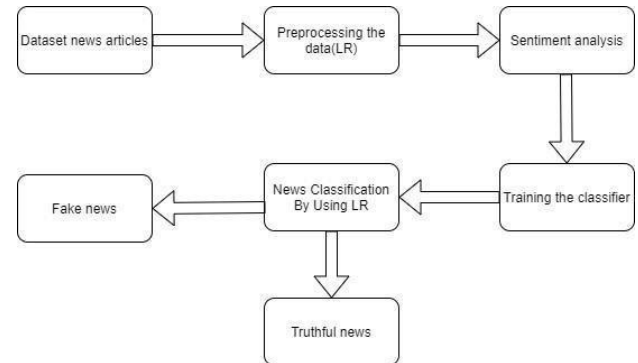 Dataset news articles
Preprocessing the
data(LR)
Sentiment analysis
Training the classifier
News Classification
By Using LR
Fake news
Truthful news